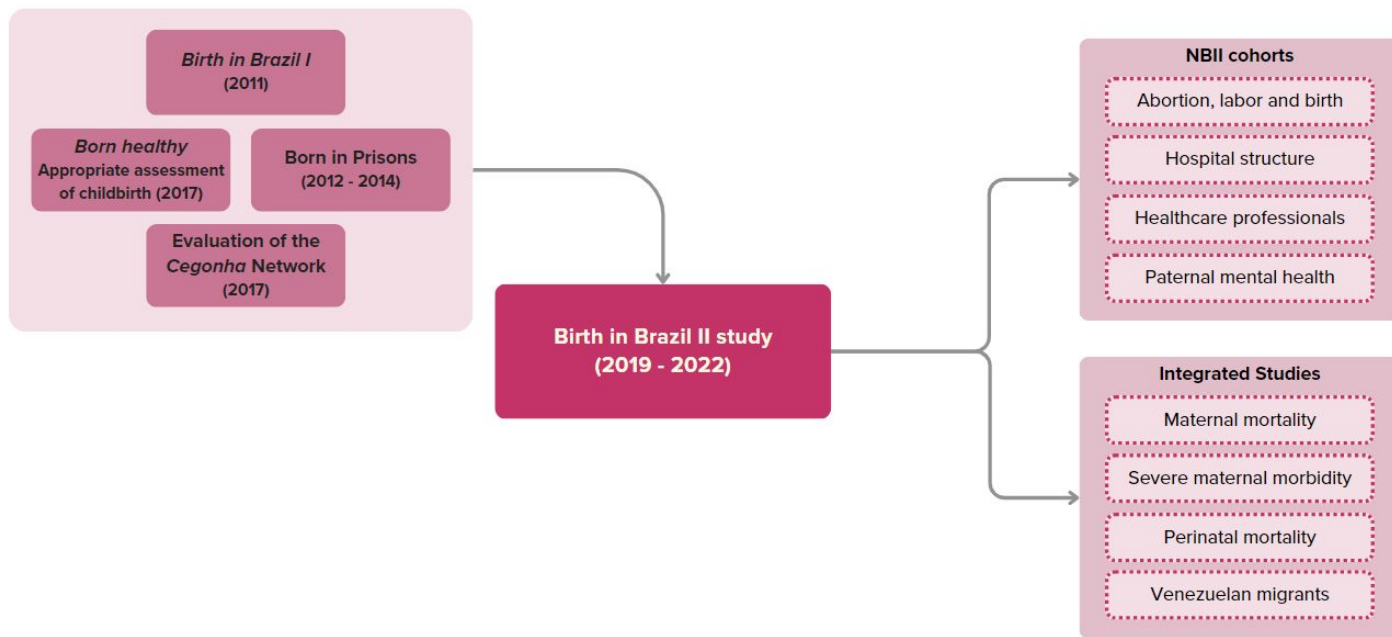 Birth in Brazil I
(2011)
Born healthy
Appropriate assessment
of childbirth (2017)
Born in Prisons
(2012 - 2014)
Evaluation of the
Cegonha Network
(2017)
Birth in Brazil II study
(2019 - 2022)
NBII cohorts
Abortion, labor and birth
Hospital structure
Healthcare professionals
Paternal mental health
Integrated Studies
Maternal mortality
Severe maternal morbidity
Perinatal mortality
Venezuelan migrants